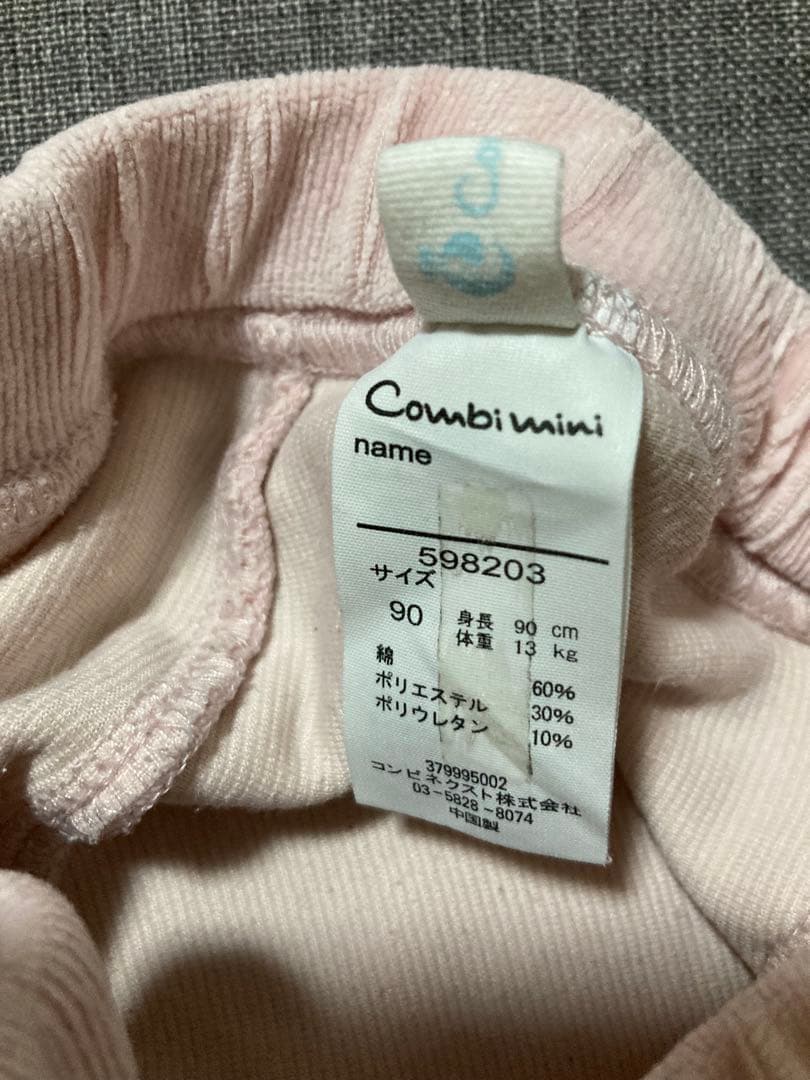 Co
Combimini
name
598203
サイズ
90 身長 90 cm
体重 13 kg
綿 60%
ポリエステル 30%
ポリウレタン 10%
379995002
コンビネクスト株式会社
03-5828-8074
中国製